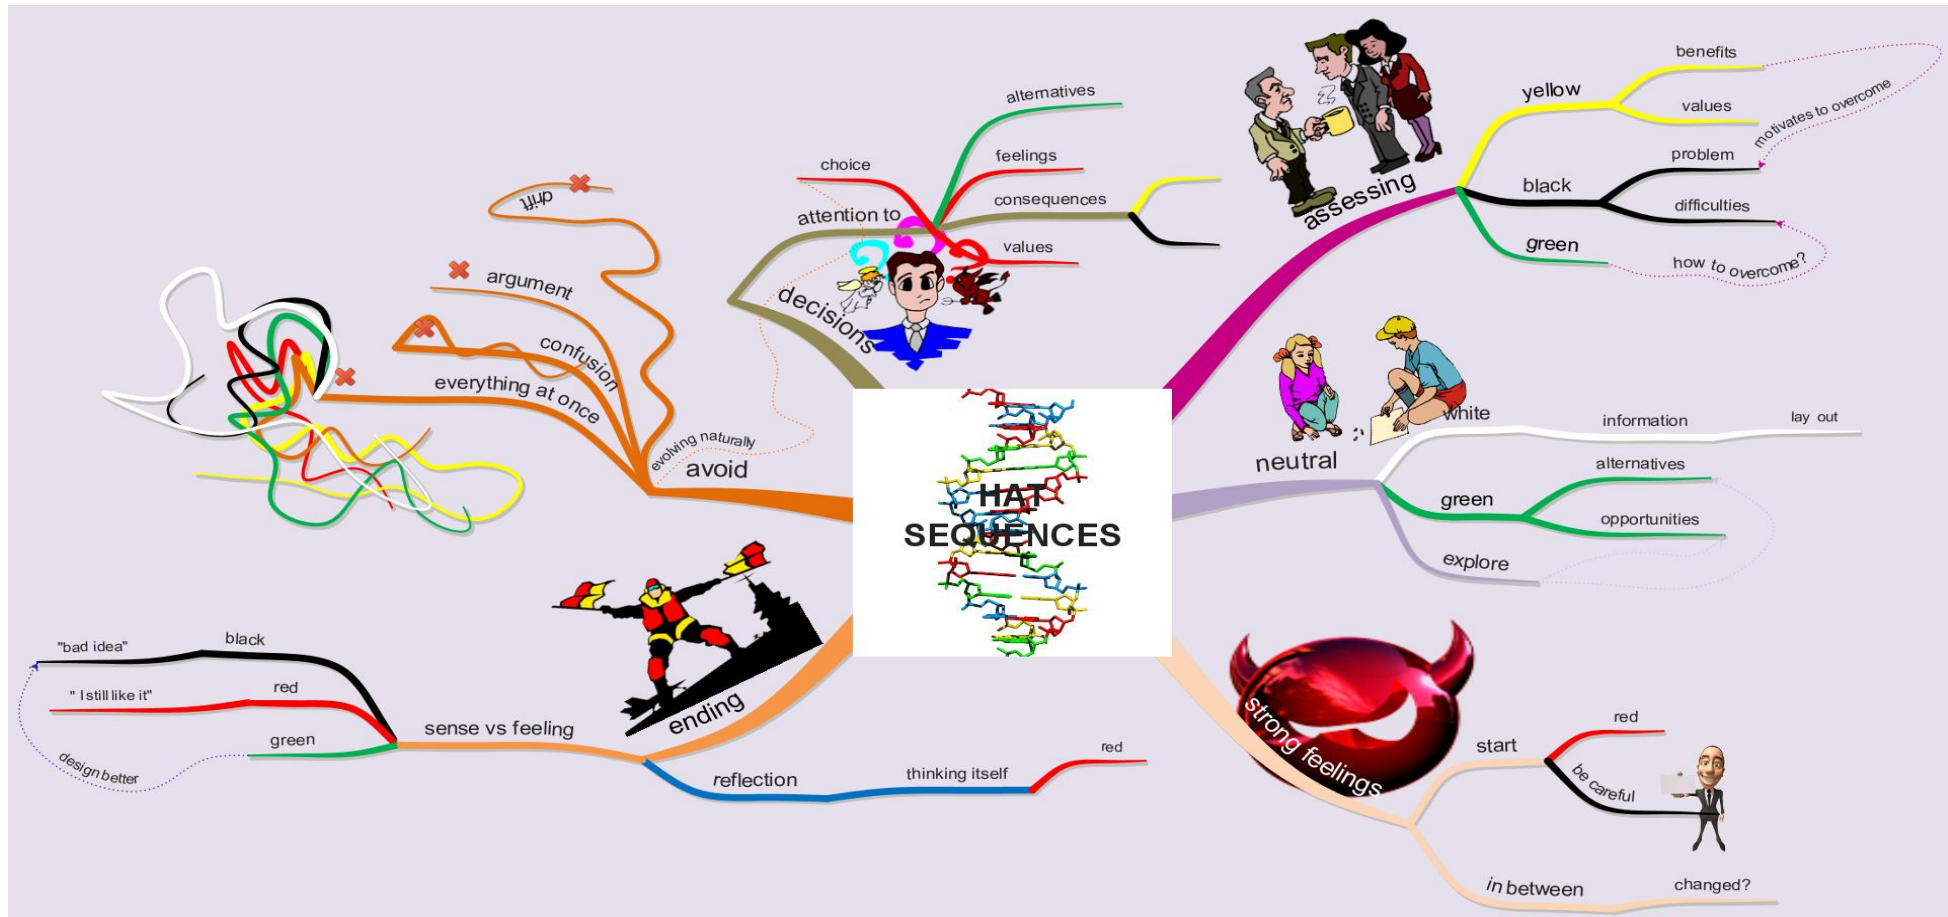 HAT
SEQUENCES
assessing
yellow
benefits
values
motivates to overcome
black
problem
difficulties
green
how to overcome?
neutral
white
information
lay out
green
alternatives
opportunities
explore
strong feelings
start
red
be careful
in between
changed?
ending
reflection
thinking itself
red
sense vs feeling
black
"bad idea"
red
" I still like it"
green
design better
avoid
evolving naturally
everything at once
confusion
argument
drift
decisions
attention to
choice
alternatives
feelings
consequences
values